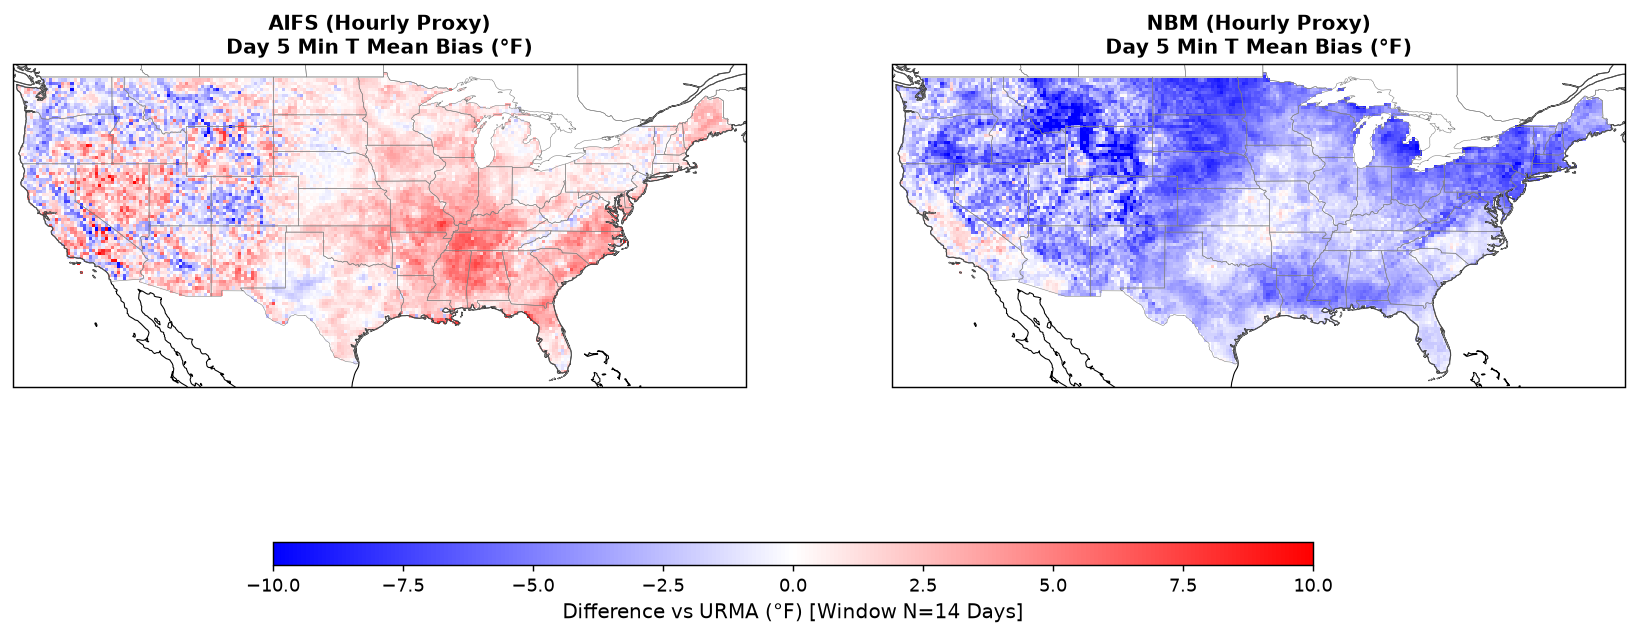 AIFS (Hourly Proxy)
Day 5 Min T Mean Bias (°F)
NBM (Hourly Proxy)
Day 5 Min T Mean Bias (°F)
−10.0 −7.5 −5.0 −2.5 0.0 2.5 5.0 7.5 10.0
Difference vs URMA (°F) [Window N=14 Days]